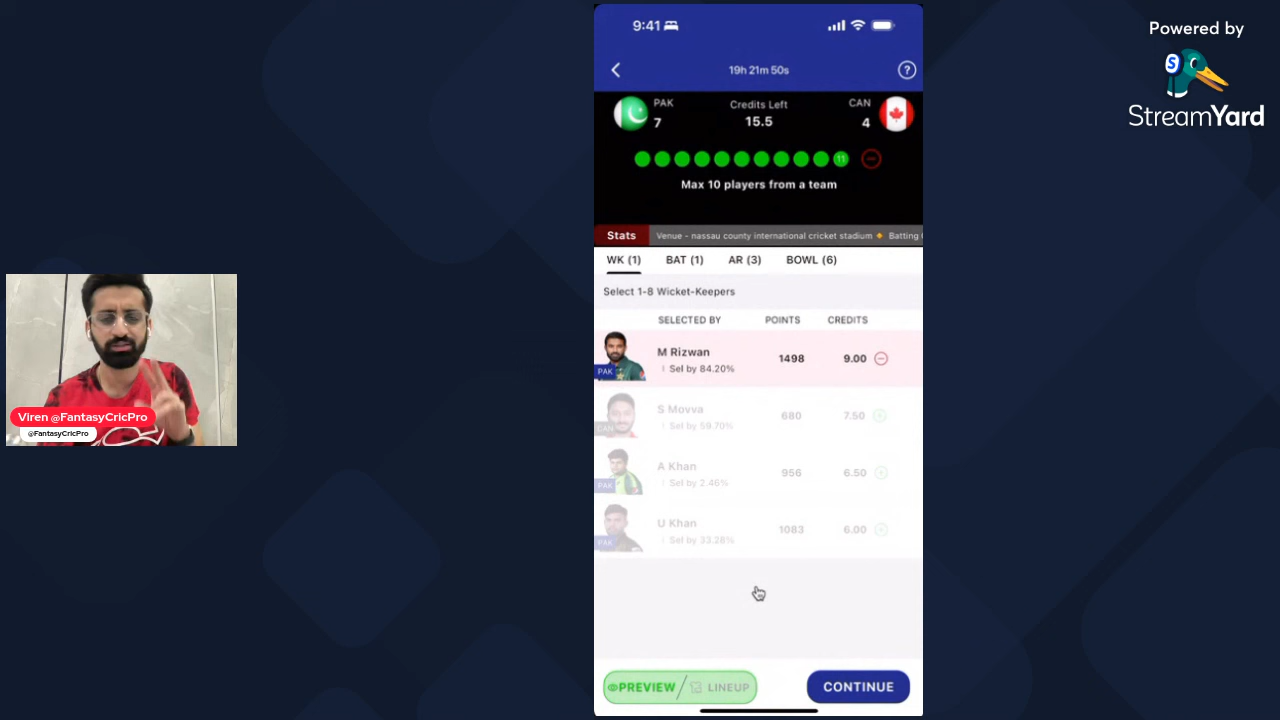 Powered by
StreamYard
Viren @FantasyCricPro
@FantasyCricPro
9:41
19h 21m 50s
?
PAK
7
Credits Left
15.5
CAN
4
11
Max 10 players from a team
Stats
Venue - nassau county international cricket stadium
Batting
WK (1)
BAT (1)
AR (3)
BOWL (6)
Select 1-8 Wicket-Keepers
SELECTED BY
POINTS
CREDITS
PAK
M Rizwan
Sel by 84.20%
1498
9.00
CAN
S Movva
Sel by 59.70%
680
7.50
PAK
A Khan
Sel by 2.46%
956
6.50
PAK
U Khan
Sel by 33.28%
1083
6.00
PREVIEW / LINEUP
CONTINUE